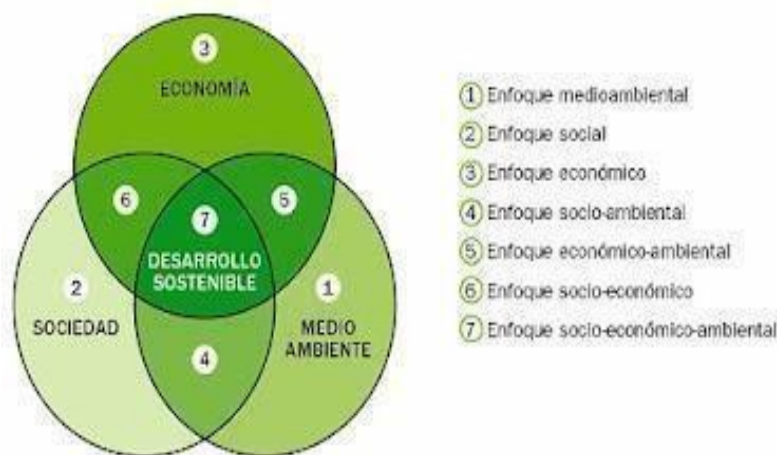 3
ECONOMÍA
6
5
7
DESARROLLO
SOSTENIBLE
2
SOCIEDAD
1
MEDIO
AMBIENTE
4
1 Enfoque medioambiental
2 Enfoque social
3 Enfoque económico
4 Enfoque socio-ambiental
5 Enfoque económico-ambiental
6 Enfoque socio-económico
7 Enfoque socio-económico-ambiental